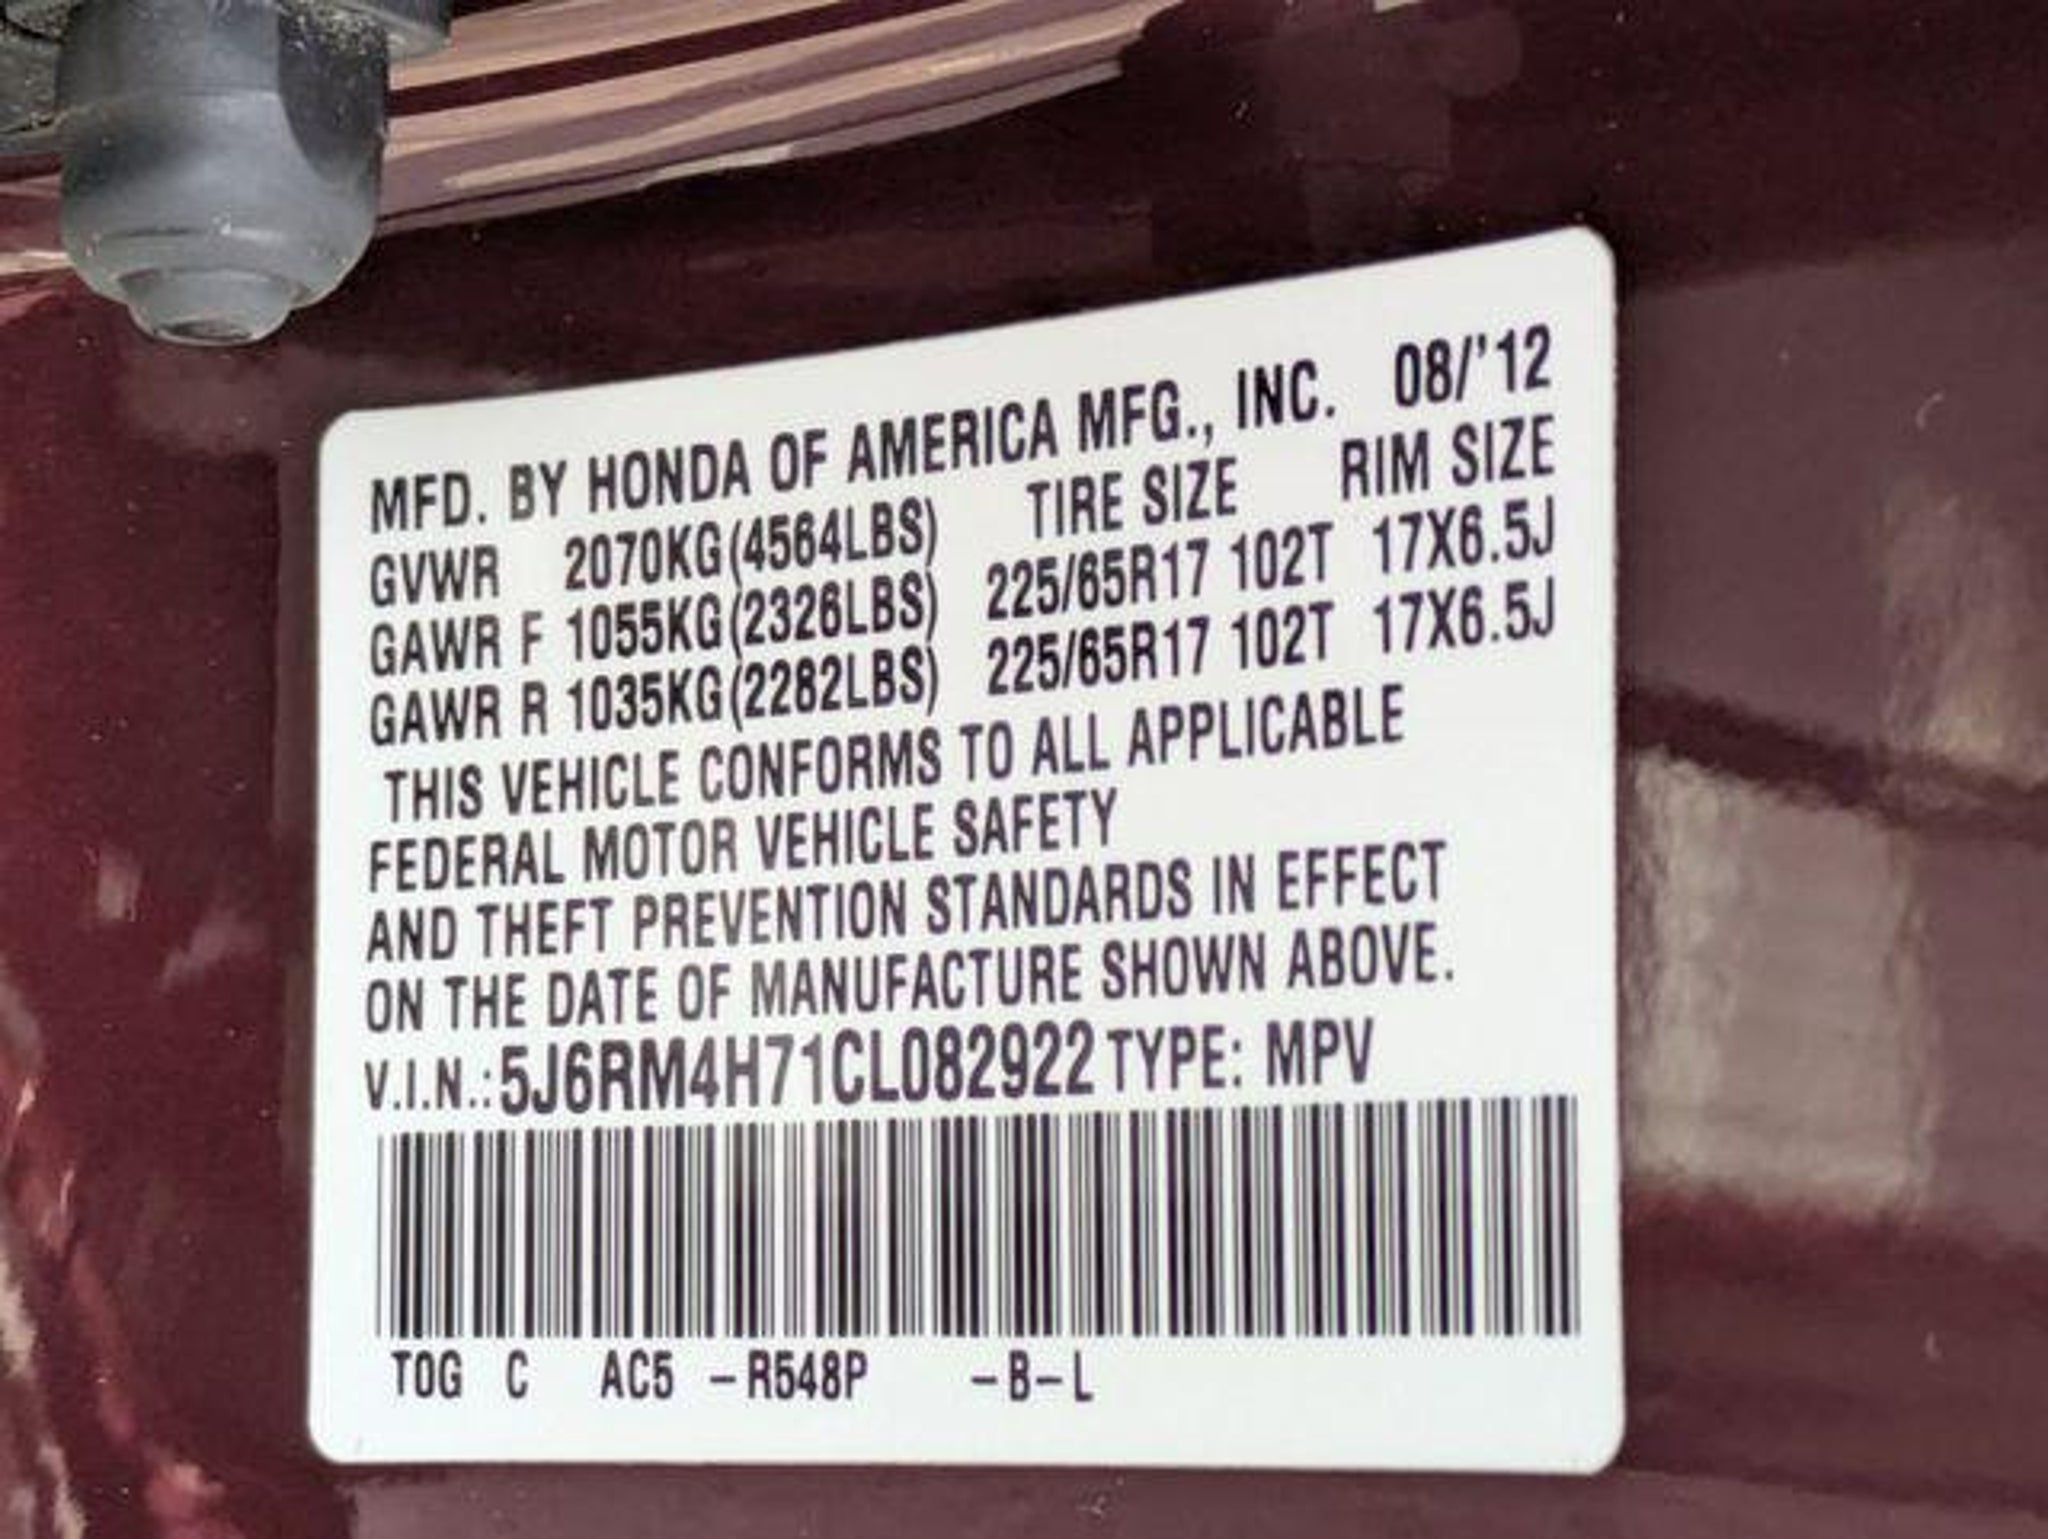 MFD. BY HONDA OF AMERICA MFG., INC. 08/'12
TIRE SIZE RIM SIZE
GVWR 2070KG(4564LBS)
GAWR F 1055KG(2326LBS) 225/65R17 102T 17X6.5J
GAWR R 1035KG(2282LBS) 225/65R17 102T 17X6.5J
THIS VEHICLE CONFORMS TO ALL APPLICABLE
FEDERAL MOTOR VEHICLE SAFETY
AND THEFT PREVENTION STANDARDS IN EFFECT
ON THE DATE OF MANUFACTURE SHOWN ABOVE.
V.I.N.:5J6RM4H71CL082922 TYPE: MPV
T0G C AC5 -R548P -B-L